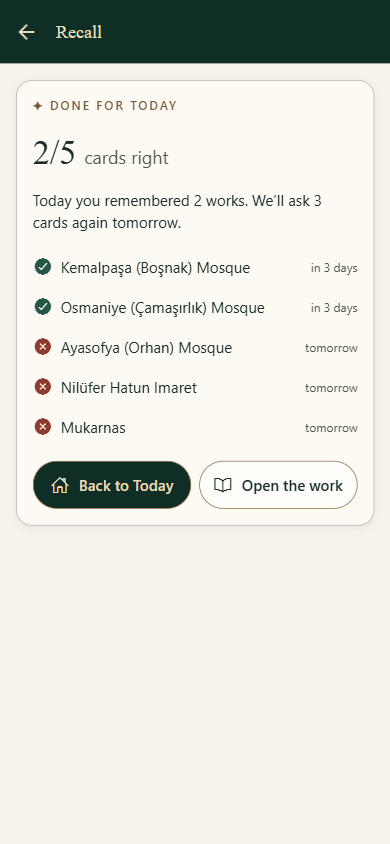 Recall
DONE FOR TODAY
2/5 cards right
Today you remembered 2 works. We’ll ask 3
cards again tomorrow.
Kemalpaşa (Boşnak) Mosque in 3 days
Osmaniye (Çamaşırlık) Mosque in 3 days
Ayasofya (Orhan) Mosque tomorrow
Nilüfer Hatun Imaret tomorrow
Mukarnas tomorrow
Back to Today Open the work